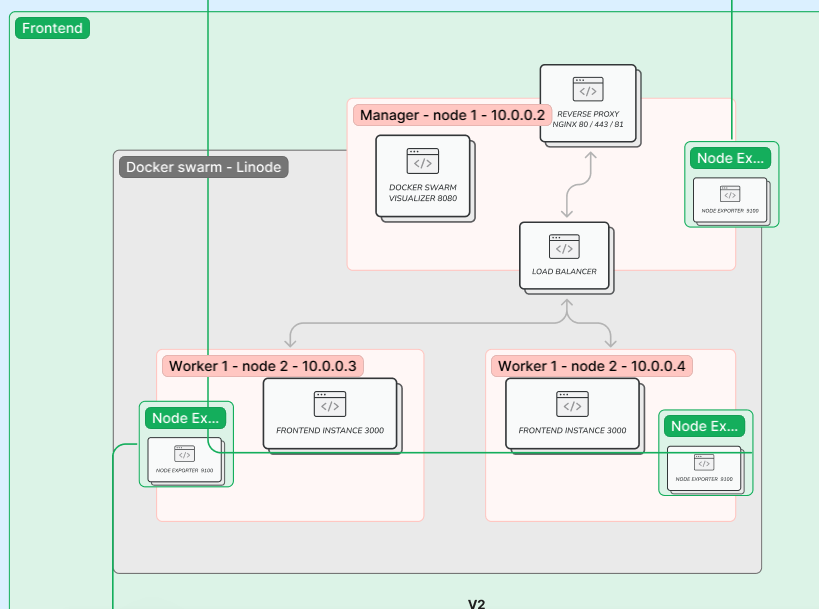 Frontend
REVERSE PROXY
NGINX 80 / 443 / 81
Manager - node 1 - 10.0.0.2
Docker swarm - Linode
DOCKER SWARM
VISUALIZER 8080
Node Ex...
NODE EXPORTER 9100
LOAD BALANCER
Worker 1 - node 2 - 10.0.0.3
FRONTEND INSTANCE 3000
Node Ex...
NODE EXPORTER 9100
Worker 1 - node 2 - 10.0.0.4
FRONTEND INSTANCE 3000
Node Ex...
NODE EXPORTER 9100
V2